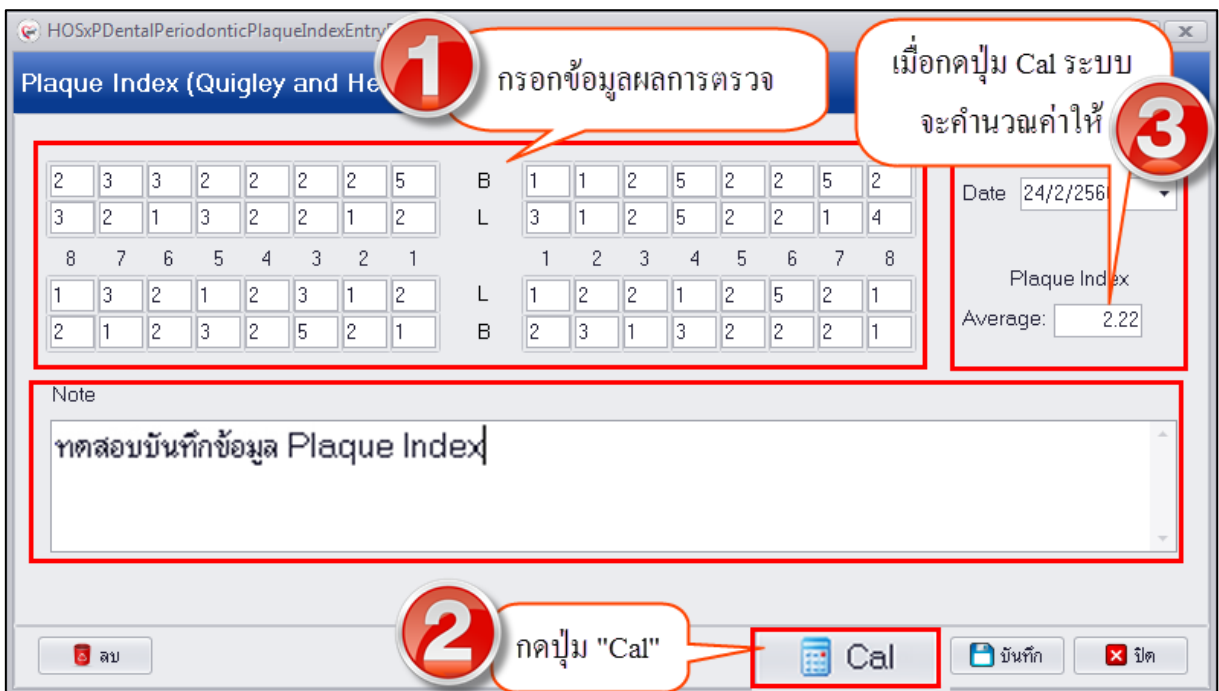 HOSxPDentalPeriodonticPlaqueIndexEntry
Plaque Index (Quigley and He
1
กรอกข้อมูลผลการตรวจ
เมื่อกดปุ่ม Cal ระบบ
จะคำนวณค่าให้
3
2 3 3 2 2 2 2 5 B 1 1 2 5 2 2 5 2
3 2 1 3 2 2 1 2 L 3 1 2 5 2 2 1 4
8 7 6 5 4 3 2 1 1 2 3 4 5 6 7 8
1 3 2 1 2 3 1 2 L 1 2 2 1 2 5 2 1
2 1 2 3 2 5 2 1 B 2 3 1 3 2 2 2 1
Date 24/2/256
Plaque Index
Average: 2.22
Note
ทดสอบบันทึกข้อมูล Plaque Index
2
กดปุ่ม "Cal"
ลบ
Cal
บันทึก
ปิด